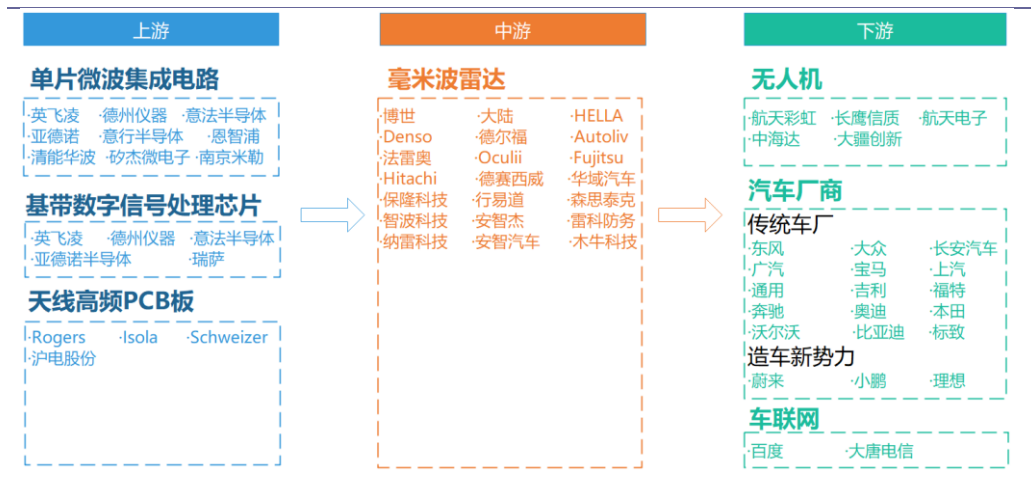 上游
单片微波集成电路
·英飞凌 ·德州仪器 ·意法半导体
·亚德诺 ·意行半导体 ·恩智浦
·清能华波 ·矽杰微电子 ·南京米勒
基带数字信号处理芯片
·英飞凌 ·德州仪器 ·意法半导体
·亚德诺半导体 ·瑞萨
天线高频PCB板
·Rogers ·Isola ·Schweizer
·沪电股份
中游
毫米波雷达
·博世 ·大陆 ·HELLA
·Denso ·德尔福 ·Autoliv
·法雷奥 ·Oculii ·Fujitsu
·Hitachi ·德赛西威 ·华域汽车
·保隆科技 ·行易道 ·森思泰克
·智波科技 ·安智杰 ·雷科防务
·纳雷科技 ·安智汽车 ·木牛科技
下游
无人机
·航天彩虹 ·长鹰信质 ·航天电子
·中海达 ·大疆创新
汽车厂商
传统车厂
·东风 ·大众 ·长安汽车
·广汽 ·宝马 ·上汽
·通用 ·吉利 ·福特
·奔驰 ·奥迪 ·本田
·沃尔沃 ·比亚迪 ·标致
造车新势力
·蔚来 ·小鹏 ·理想
车联网
·百度 ·大唐电信